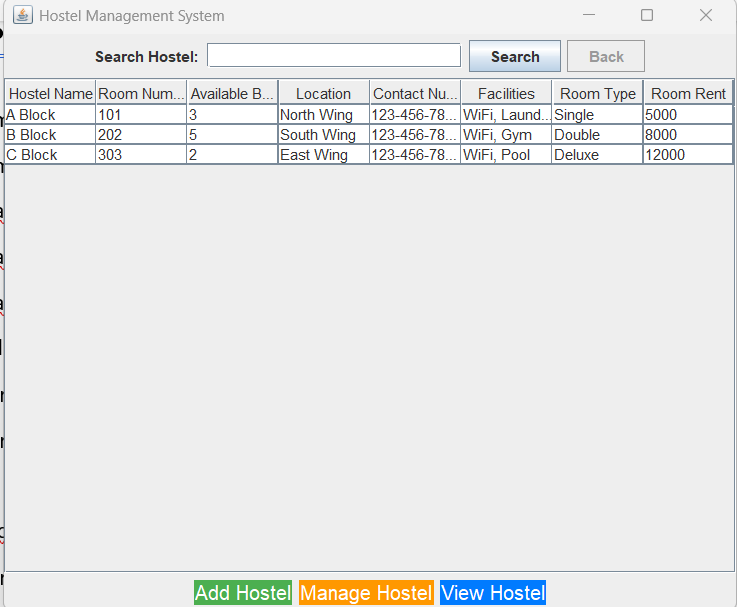 Hostel Management System
Search Hostel: Search Back
Hostel Name Room Num... Available B... Location Contact Nu... Facilities Room Type Room Rent
A Block 101 3 North Wing 123-456-78... WiFi, Laund... Single 5000
B Block 202 5 South Wing 123-456-78... WiFi, Gym Double 8000
C Block 303 2 East Wing 123-456-78... WiFi, Pool Deluxe 12000
Add Hostel Manage Hostel View Hostel